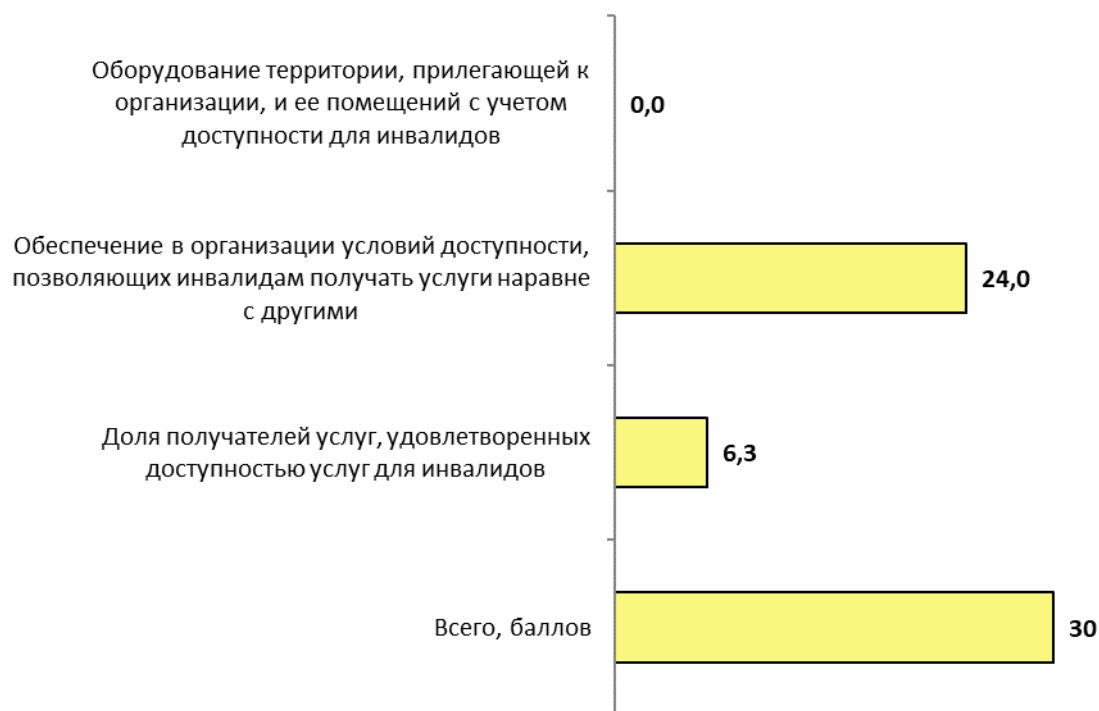 Оборудование территории, прилегающей к
организации, и ее помещений с учетом
доступности для инвалидов
0,0
Обеспечение в организации условий доступности,
позволяющих инвалидам получать услуги наравне
с другими
24,0
Доля получателей услуг, удовлетворенных
доступностью услуг для инвалидов
6,3
Всего, баллов
30